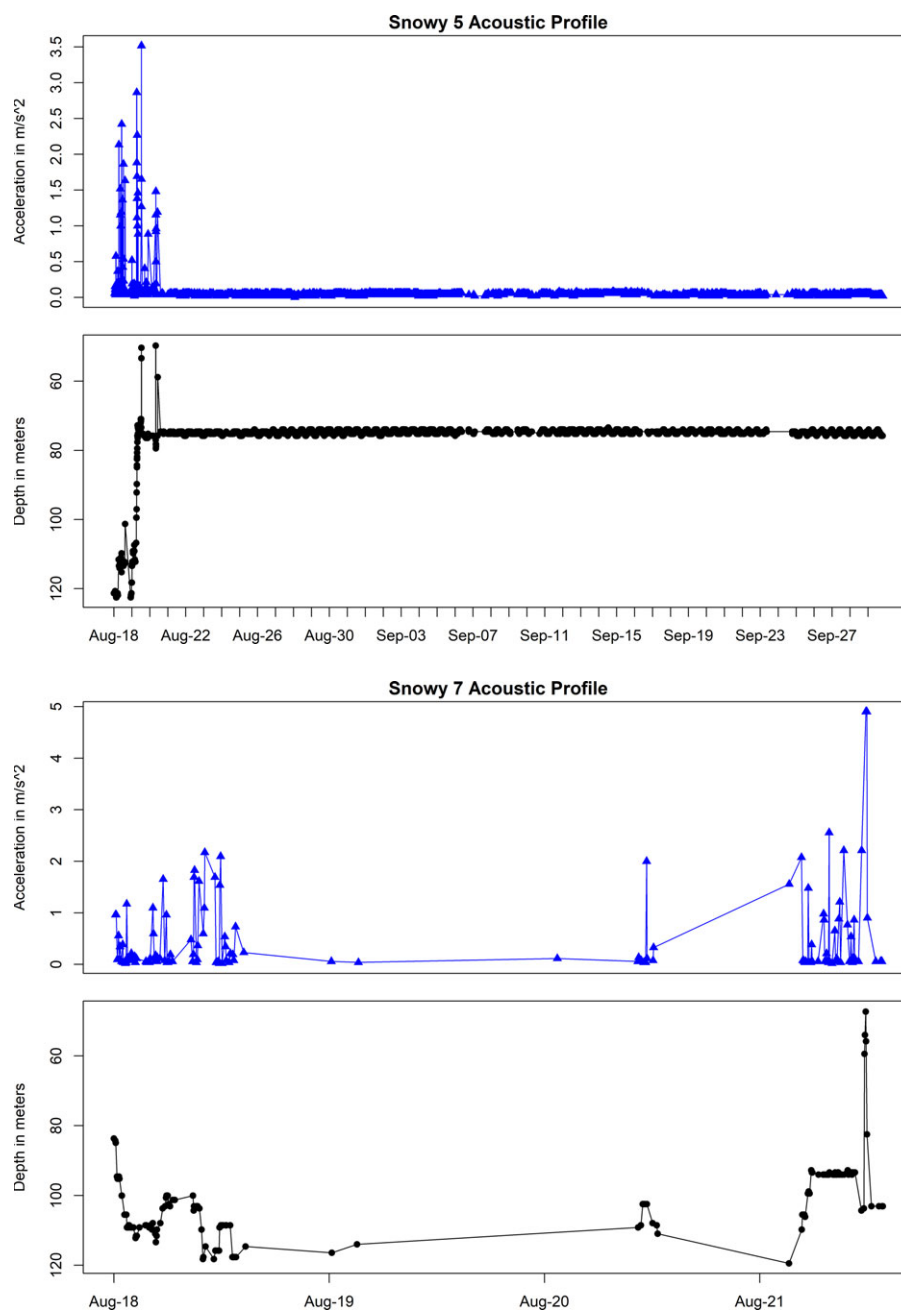 Snowy 5 Acoustic Profile
Acceleration in m/s^2
3.5
3.0
2.5
2.0
1.5
1.0
0.5
0.0
Depth in meters
60
80
100
120
Aug-18 Aug-22 Aug-26 Aug-30 Sep-03 Sep-07 Sep-11 Sep-15 Sep-19 Sep-23 Sep-27
Snowy 7 Acoustic Profile
Acceleration in m/s^2
5
4
3
2
1
0
Depth in meters
60
80
100
120
Aug-18 Aug-19 Aug-20 Aug-21